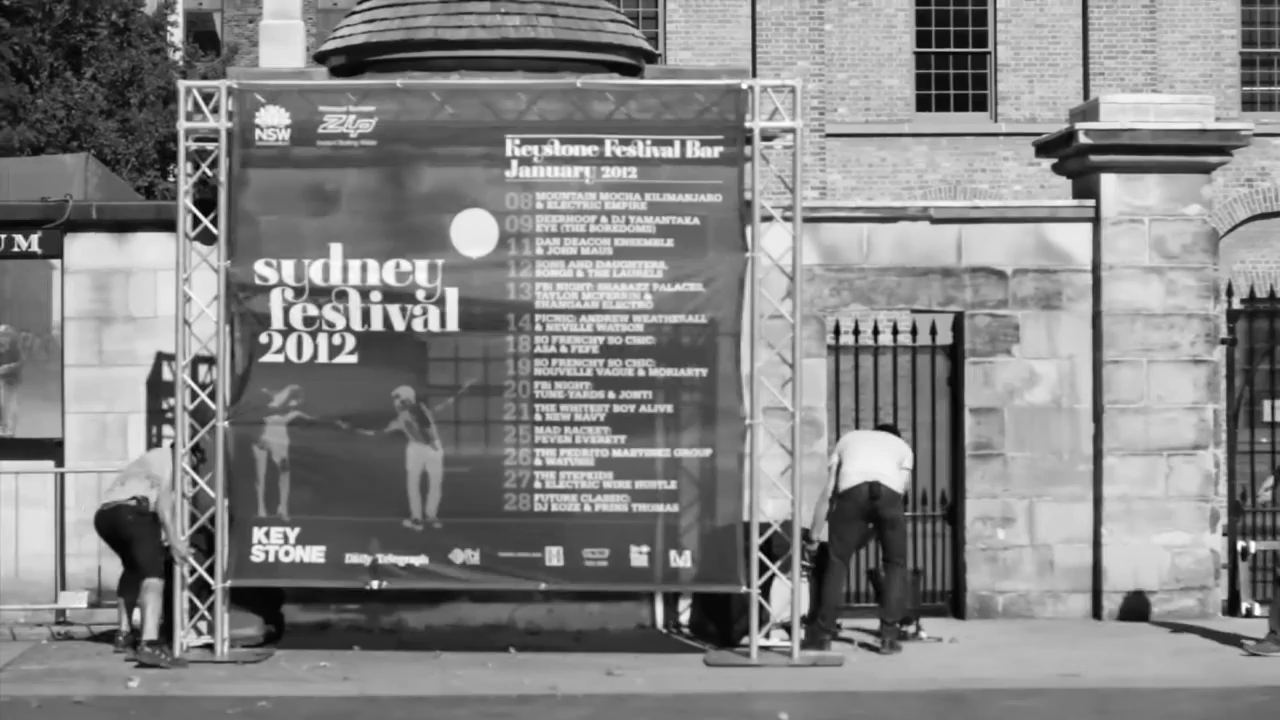 UM
NSW
Zip
Keystone Festival Bar
January 2012
sydney
festival
2012
08 MOUNTAIN MOCHA KILIMANJARO
& ELECTRIC EMPIRE
09 DEERHOOF & DJ YAMANTAKA
EYE (THE BOREDOMS)
11 DAN DEACON ENSEMBLE
& JOHN MAUS
12 SONS AND DAUGHTERS,
SONGS & THE LAURELS
13 FBi NIGHT: SHABAZZ PALACES,
TAYLOR MCFERRIN &
SHANGAAN ELECTRO
14 PICNIC: ANDREW WEATHERALL
& NEVILLE WATSON
18 SO FRENCHY SO CHIC:
ASA & FEFE
19 SO FRENCHY SO CHIC:
NOUVELLE VAGUE & MORIARTY
20 FBi NIGHT:
TUNE-YARDS & JONTI
21 THE WHITEST BOY ALIVE
& NEW NAVY
25 MAD RACKET:
PEVEN EVERETT
26 THE PEDRITO MARTINEZ GROUP
& WATUSSI
27 THE STEPKIDS
& ELECTRIC WIRE HUSTLE
28 FUTURE CLASSIC:
DJ KOZE & PRINS THOMAS
KEY
STONE
Daily Telegraph
fbi